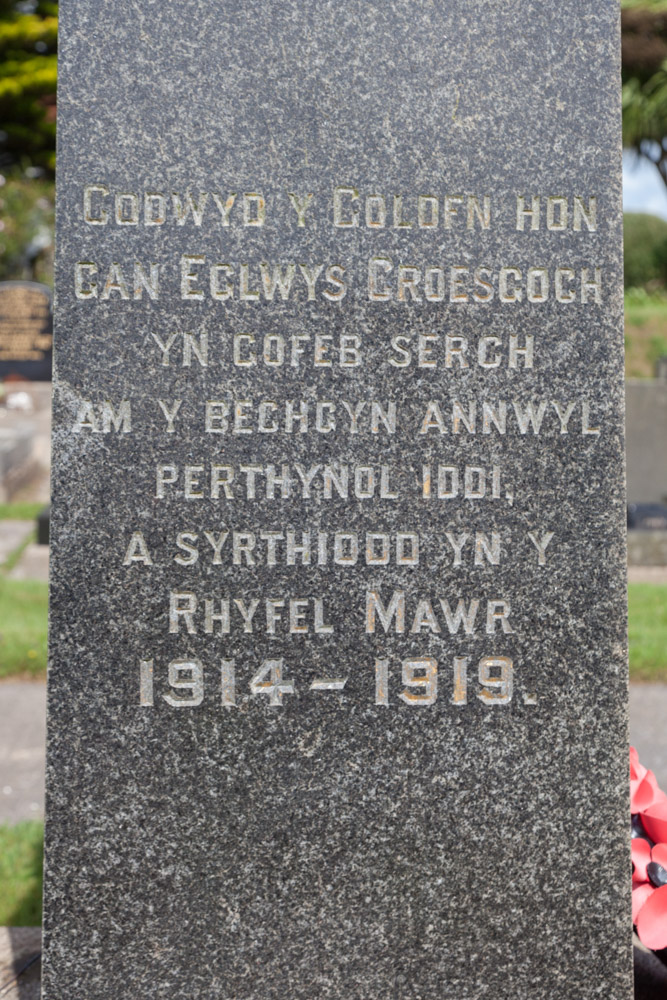 CODWYD Y GOLOFN HON
GAN EGLWYS CROESGOCH
YN GOFEB SERCH
AM Y BECHGYN ANNWYL
PERTHYNOL IDDI,
A SYRTHIODD YN Y
RHYFEL MAWR
1914 – 1919.